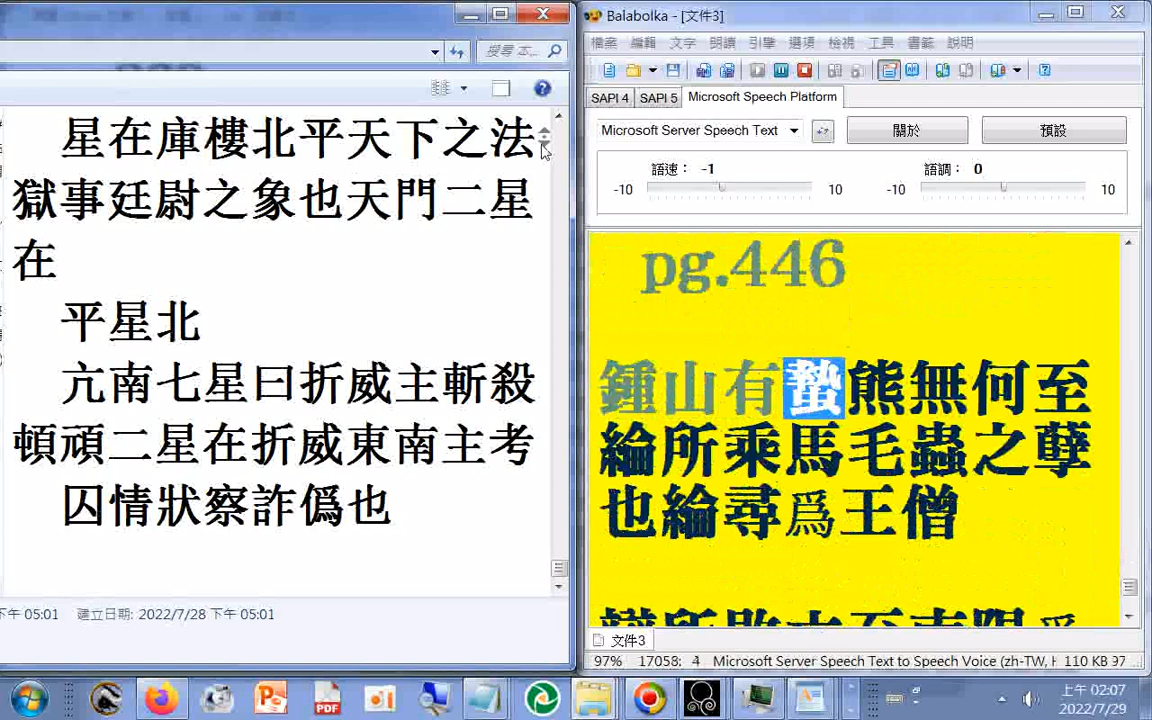 搜尋 本...
星在庫樓北平天下之法
獄事廷尉之象也天門二星
在
平星北
亢南七星曰折威主斬殺
頓頑二星在折威東南主考
囚情狀察詐僞也
下午 05:01 建立日期: 2022/7/28 下午 05:01
Balabolka - [文件3]
檔案 編輯 文字 朗讀 引擎 選項 檢視 工具 書籤 說明
SAPI 4 SAPI 5 Microsoft Speech Platform
Microsoft Server Speech Text 關於 預設
語速: -1 語調: 0
-10 10 -10 10
pg.446
鍾山有蟄熊無何至
綸所乘馬毛蟲之孽
也綸尋爲王僧
文件3
97% 17058: 4 Microsoft Server Speech Text to Speech Voice (zh-TW, H 110 KB 97
上午 02:07
2022/7/29